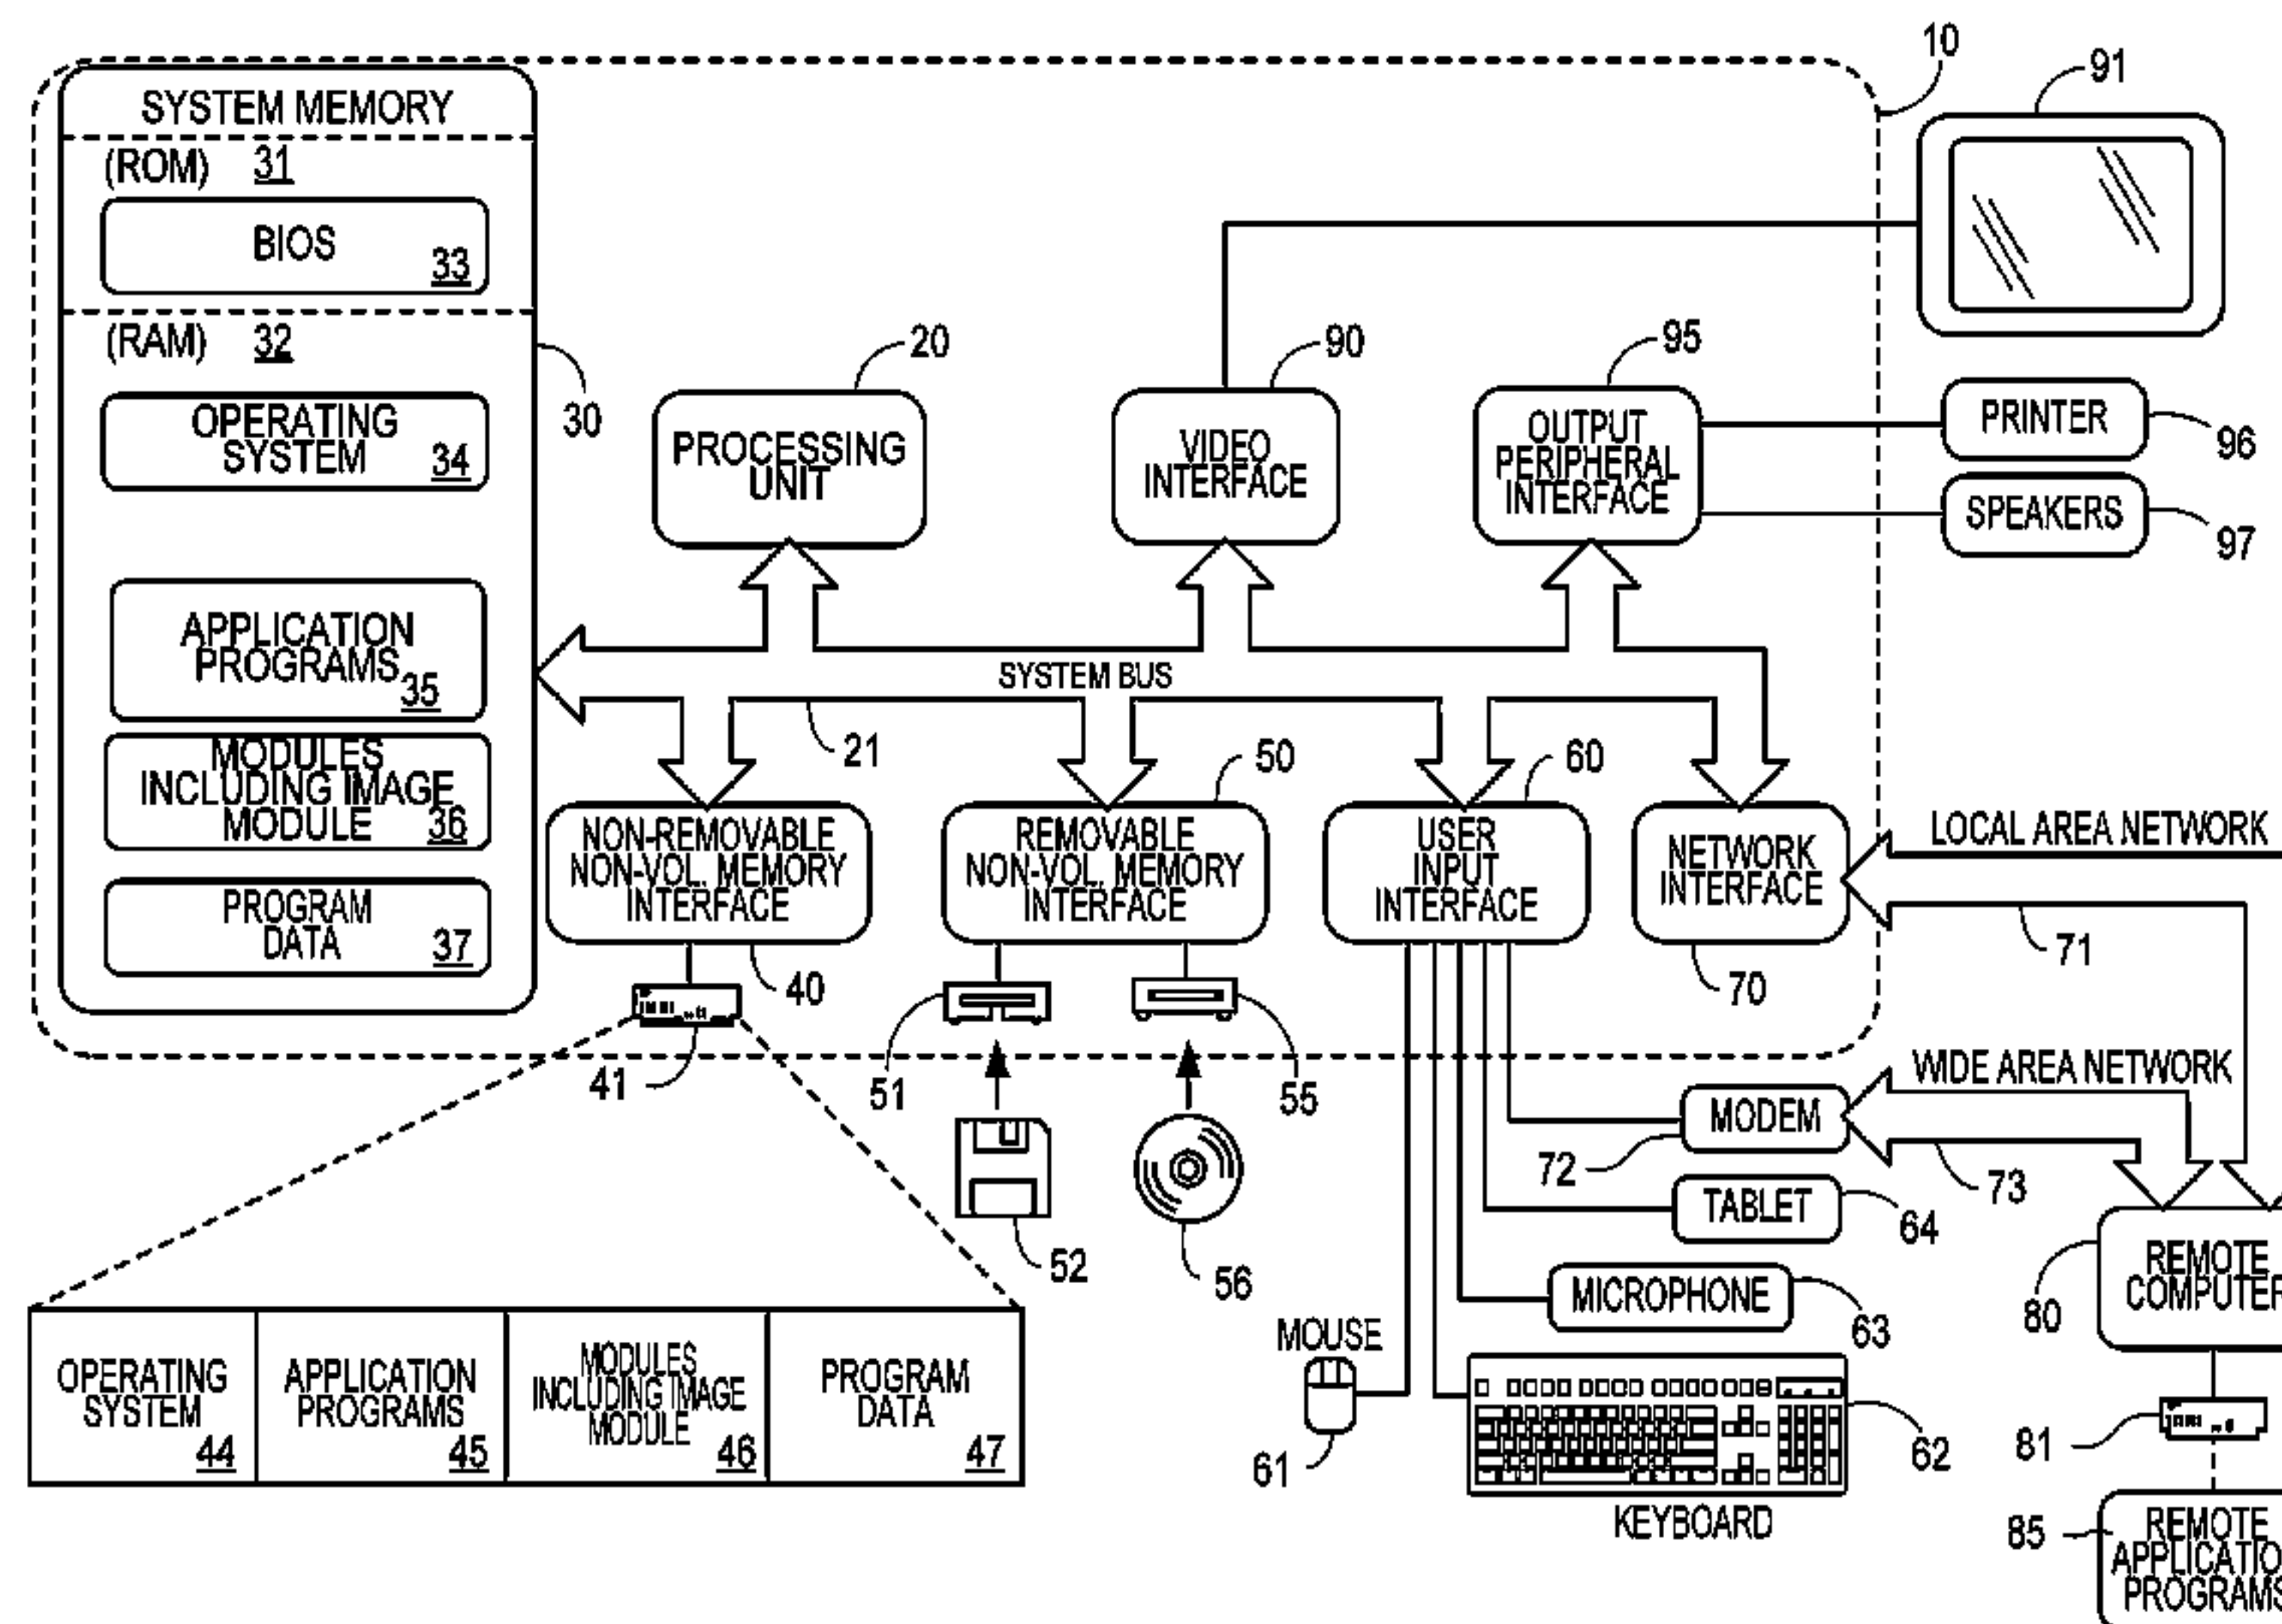 10
91
SYSTEM MEMORY
(ROM) 31
BIOS
33
(RAM) 32
20
90
95
30
OPERATING
SYSTEM 34
PROCESSING
UNIT
VIDEO
INTERFACE
OUTPUT
PERIPHERAL
INTERFACE
PRINTER
96
SPEAKERS
97
APPLICATION
PROGRAMS
35
SYSTEM BUS
21
50
60
MODULES
INCLUDING IMAGE
MODULE 36
PROGRAM
DATA 37
NON-REMOVABLE
NON-VOL. MEMORY
INTERFACE
REMOVABLE
NON-VOL. MEMORY
INTERFACE
USER
INPUT
INTERFACE
NETWORK
INTERFACE
LOCAL AREA NETWORK
71
40
70
41
51
55
WIDE AREA NETWORK
MODEM
72
73
TABLET
64
52
56
MICROPHONE
63
80
REMOTE
COMPUTER
MOUSE
61
62
KEYBOARD
81
OPERATING
SYSTEM
44
APPLICATION
PROGRAMS
45
MODULES
INCLUDING IMAGE
MODULE
46
PROGRAM
DATA
47
85
REMOTE
APPLICATIO
PROGRAMS